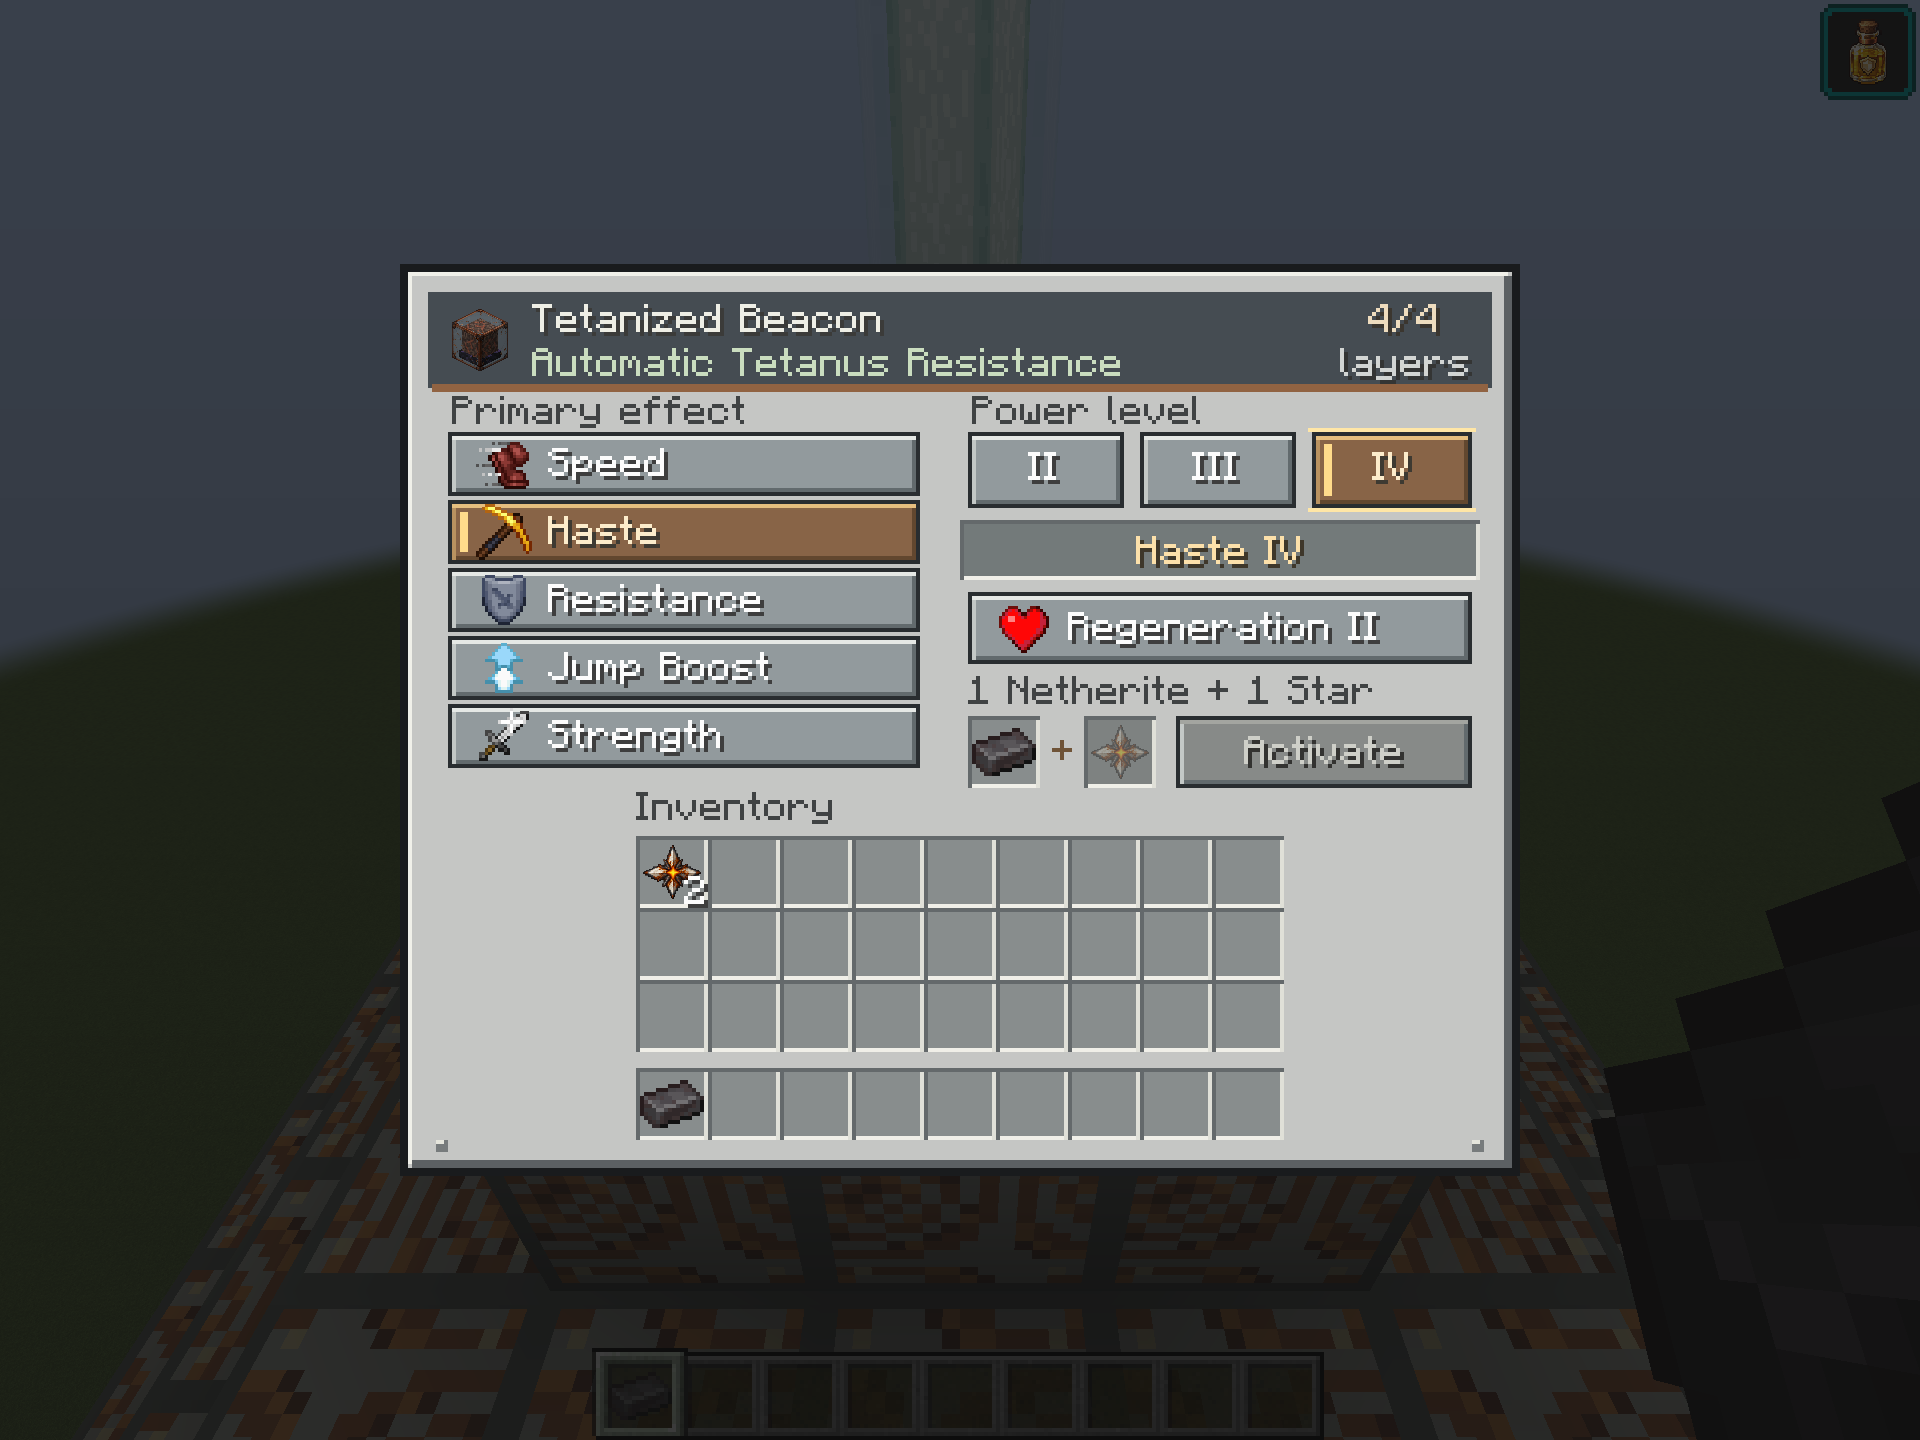 Tetanized Beacon
Automatic Tetanus Resistance
4/4
layers
Primary effect
Speed
Haste
Resistance
Jump Boost
Strength
Power level
II
III
IV
Haste IV
Regeneration II
1 Netherite + 1 Star
+
Activate
Inventory
2